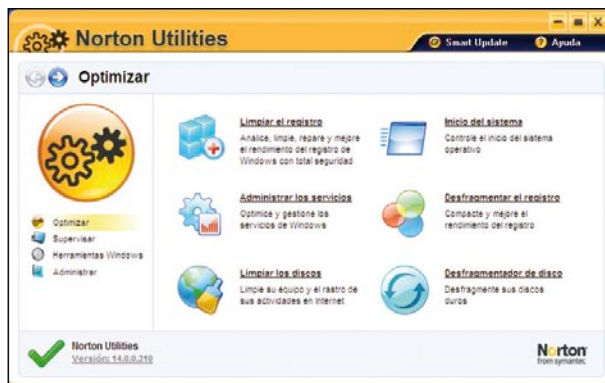 Norton Utilities
Smart Update
Ayuda
Optimizar
Limpiar el registro
Analice, limpie, repare y mejore
el rendimiento del registro de
Windows con total seguridad
Inicio del sistema
Controle el inicio del sistema
operativo
Administrar los servicios
Optimice y gestione los
servicios de Windows
Desfragmentar el registro
Compacte y mejore el
rendimiento del registro
Limpiar los discos
Limpie su equipo y el rastro de
sus actividades en Internet
Desfragmentador de disco
Desfragmente sus discos
duros
Optimizar
Supervisar
Herramientas Windows
Administrar
Norton Utilities
Versión: 14.0.0.310
Norton
from symantec